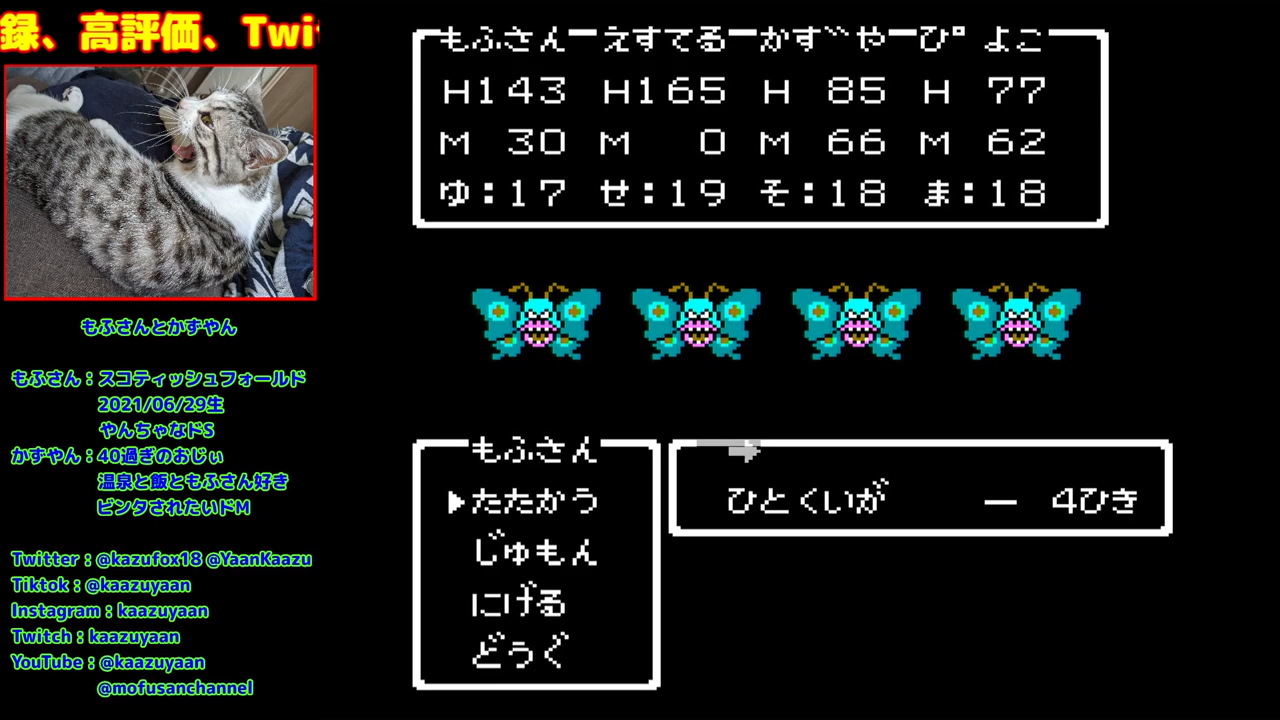 録、高評価、Twi
もふさんとかずやん
もふさん:スコティッシュフォールド
2021/06/29生
やんちゃなドS
かずやん:40過ぎのおじぃ
温泉と飯ともふさん好き
ビンタされたいドM
Twitter:@kazufox18 @YaanKaazu
Tiktok:@kaazuyaan
Instagram:kaazuyaan
Twitch:kaazuyaan
YouTube:@kaazuyaan
@mofusanchannel
もふさん えすてる かずや ぴよこ
H143 H165 H 85 H 77
M 30 M 0 M 66 M 62
ゆ:17 せ:19 そ:18 ま:18
もふさん
▶たたかう
じゅもん
にげる
どうぐ
ひとくいが ー 4ひき